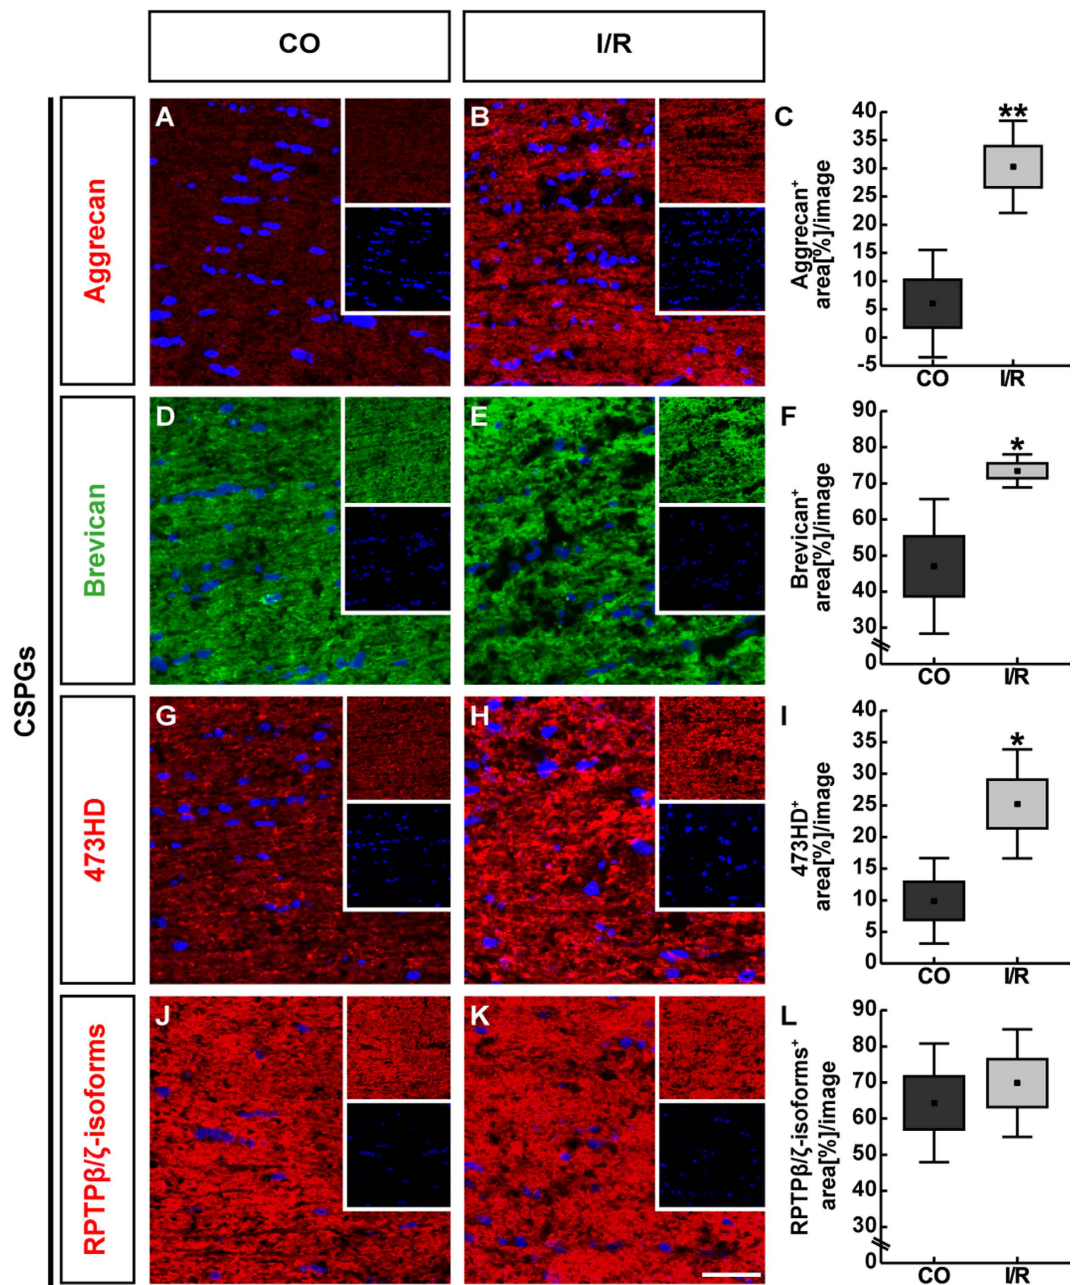 CO
I/R
CSPGs
Aggrecan
A
B
C
Aggrecan⁺
area[%]/image
40
35
30
25
20
15
10
5
0
-5
**
CO
I/R
Brevican
D
E
F
Brevican⁺
area[%]/image
90
80
70
60
50
40
30
0
*
CO
I/R
473HD
G
H
I
473HD⁺
area[%]/image
40
35
30
25
20
15
10
5
0
*
CO
I/R
RPTPβ/ζ-isoforms
J
K
L
RPTPβ/ζ-isoforms⁺
area[%]/image
90
80
70
60
50
40
30
0
CO
I/R